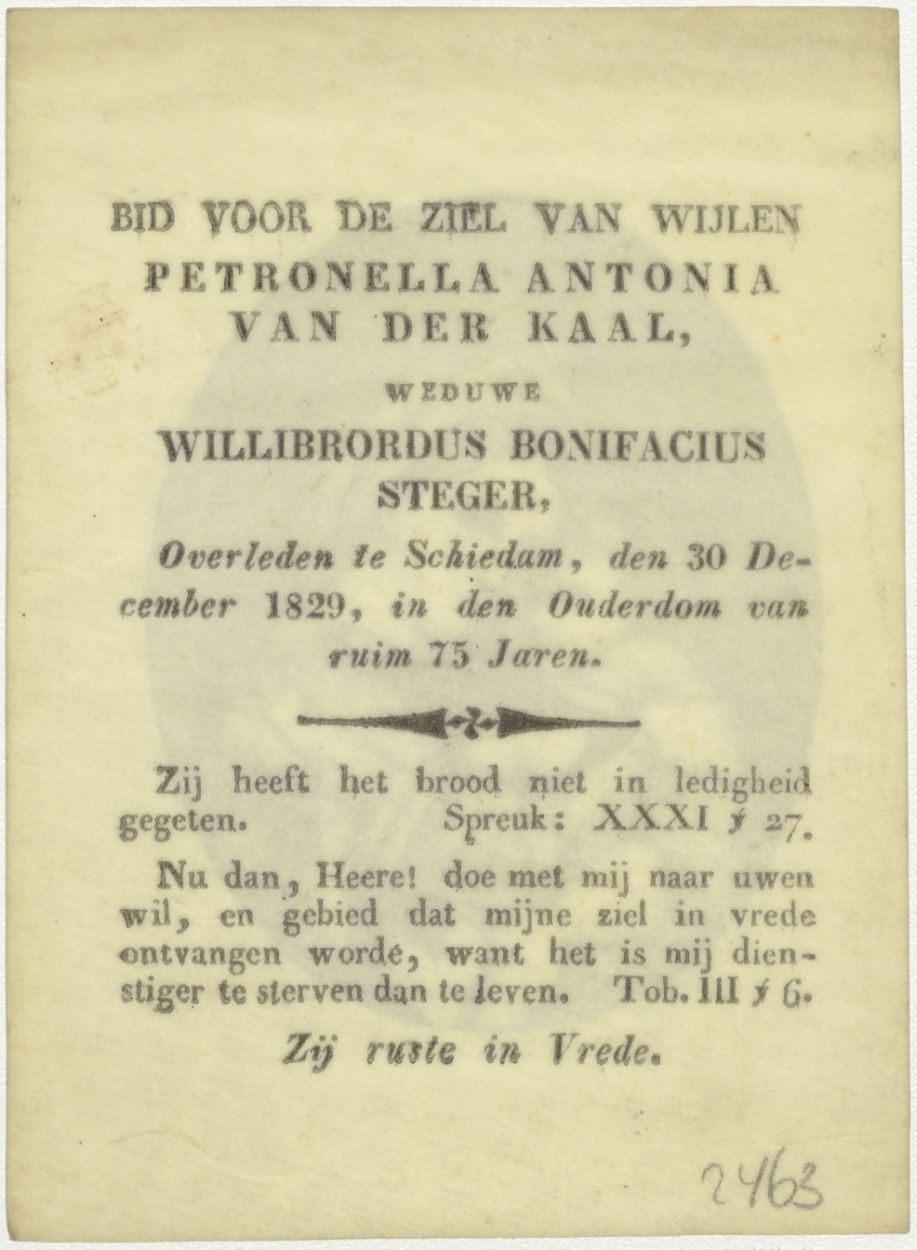 BID VOOR DE ZIEL VAN WIJLEN
PETRONELLA ANTONIA
VAN DER KAAL,
WEDUWE
WILLIBRORDUS BONIFACIUS
STEGER,
Overleden te Schiedam, den 30 De-
cember 1829, in den Ouderdom van
ruim 75 Jaren.
Zij heeft het brood niet in ledigheid
gegeten. Spreuk: XXXI ℣ 27.
Nu dan, Heere! doe met mij naar uwen
wil, en gebied dat mijne ziel in vrede
ontvangen worde, want het is mij dien-
stiger te sterven dan te leven. Tob. III ℣ 6.
Zij ruste in Vrede.
2463